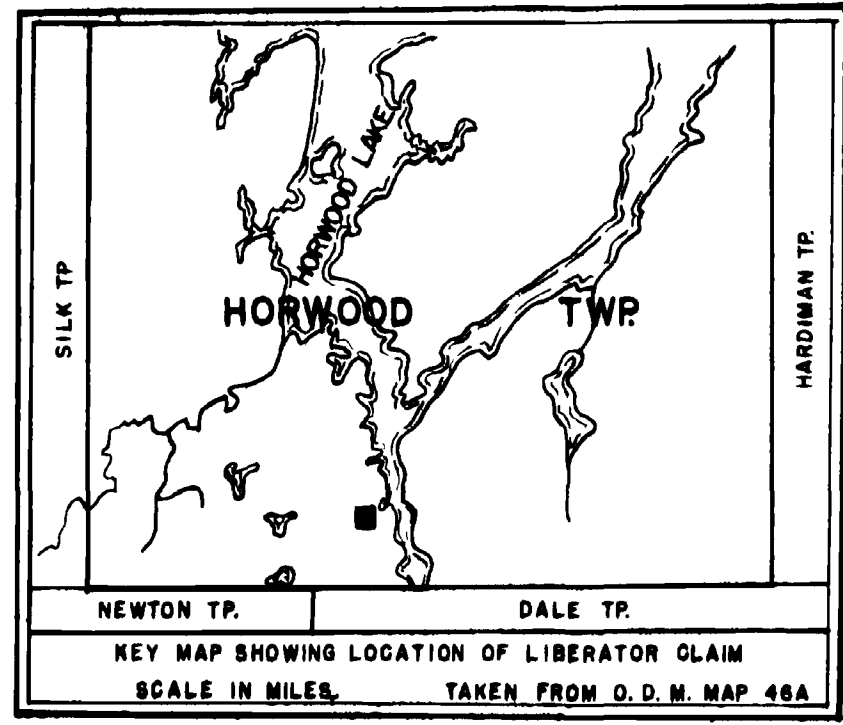 HORWOOD LAKE
SILK TP
HORWOOD TWP.
HARDIMAN TP.
NEWTON TP. DALE TP.
KEY MAP SHOWING LOCATION OF LIBERATOR CLAIM
SCALE IN MILES. TAKEN FROM O.D.M. MAP 46A